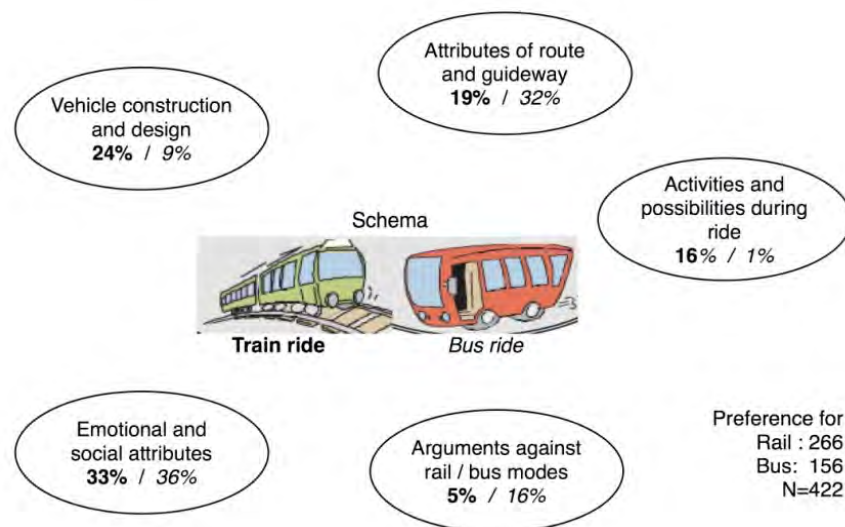 Attributes of route
and guideway
19% / 32%
Vehicle construction
and design
24% / 9%
Activities and
possibilities during
ride
16% / 1%
Schema
Train ride
Bus ride
Emotional and
social attributes
33% / 36%
Arguments against
rail / bus modes
5% / 16%
Preference for
Rail : 266
Bus: 156
N=422